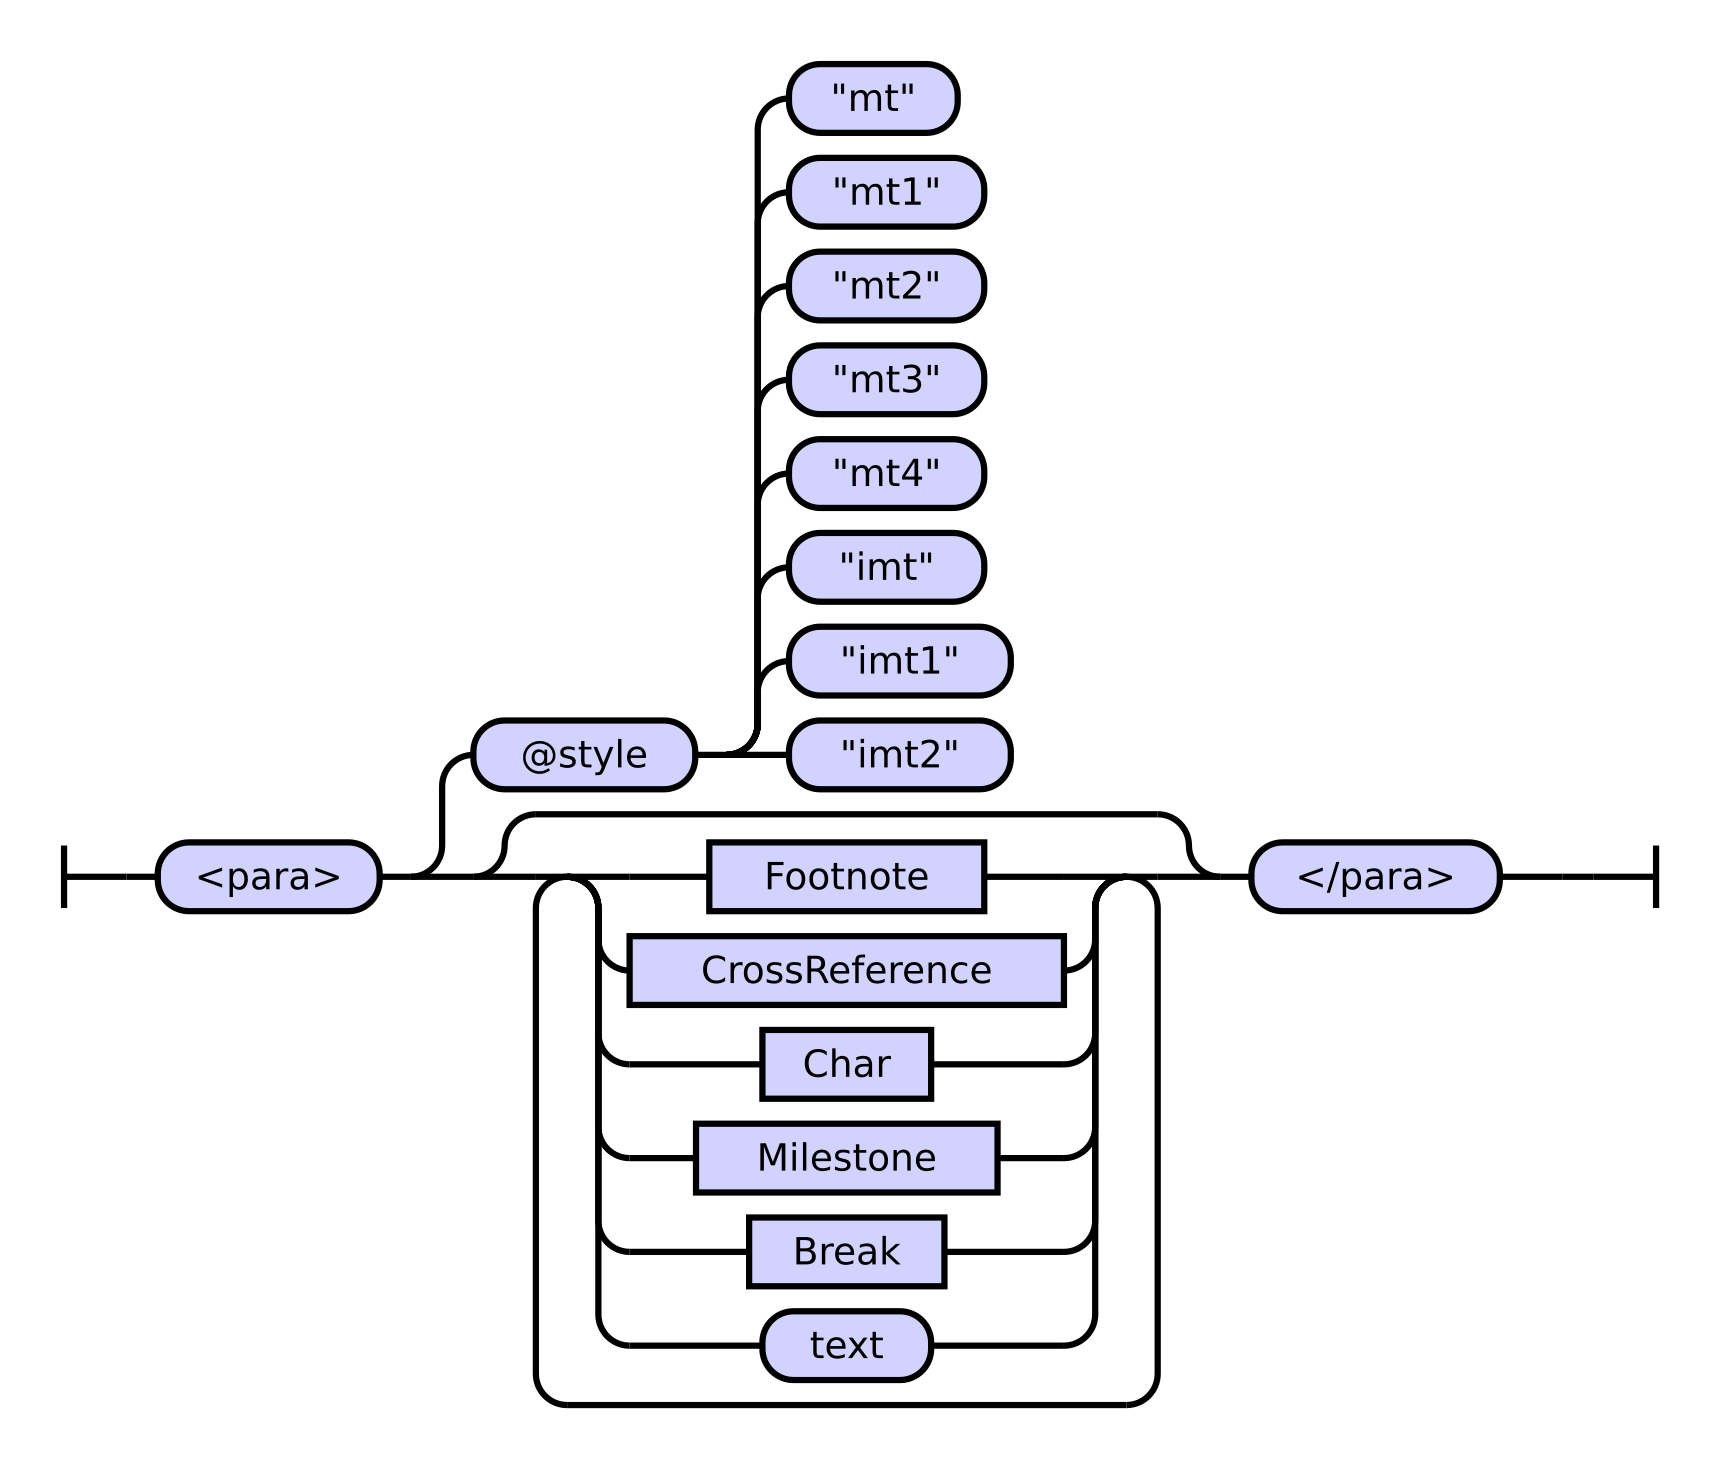 "mt"
"mt1"
"mt2"
"mt3"
"mt4"
"imt"
"imt1"
@style "imt2"
<para> Footnote </para>
CrossReference
Char
Milestone
Break
text